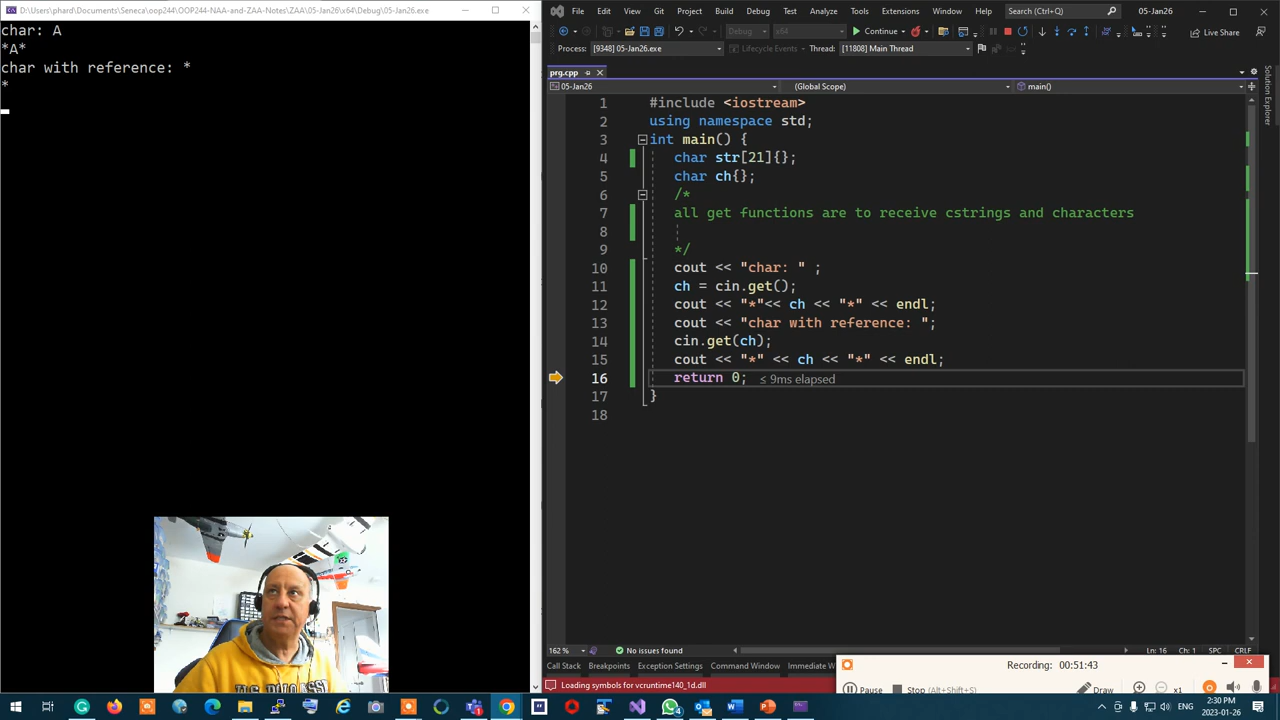 D:\Users\phard\Documents\Seneca\oop244\OOP244-NAA-and-ZAA-Notes\ZAA\05-Jan26\x64\Debug\05-Jan26.exe
char: A
*A*
char with reference: *
*
File Edit View Git Project Build Debug Test Analyze Tools Extensions Window Help Search (Ctrl+Q) 05-Jan26
Debug x64 Continue Live Share
Process: [9348] 05-Jan26.exe Lifecycle Events Thread: [11808] Main Thread
prg.cpp
05-Jan26 (Global Scope) main()
Solution Explorer
1 #include <iostream>
2 using namespace std;
3 int main() {
4 char str[21]{};
5 char ch{};
6 /*
7 all get functions are to receive cstrings and characters
8
9 */
10 cout << "char: " ;
11 ch = cin.get();
12 cout << "*"<< ch << "*" << endl;
13 cout << "char with reference: ";
14 cin.get(ch);
15 cout << "*" << ch << "*" << endl;
16 return 0; ≤ 9ms elapsed
17 }
18
162 % No issues found Ln: 16 Ch: 1 SPC CRLF
Call Stack Breakpoints Exception Settings Command Window Immediate W
Loading symbols for vcruntime140_1d.dll
Recording: 00:51:43
Pause Stop (Alt+Shift+S) Draw x1
2:30 PM
2023-01-26